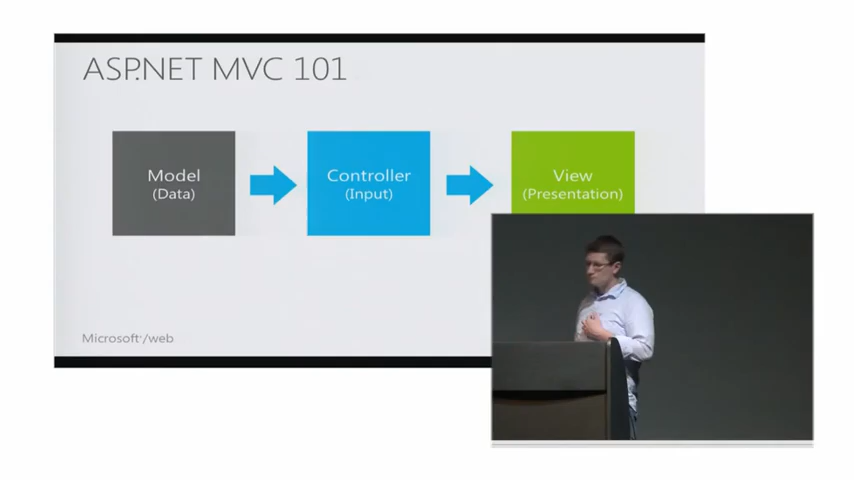 ASP.NET MVC 101
Model
(Data)
Controller
(Input)
View
(Presentation)
Microsoft®/web